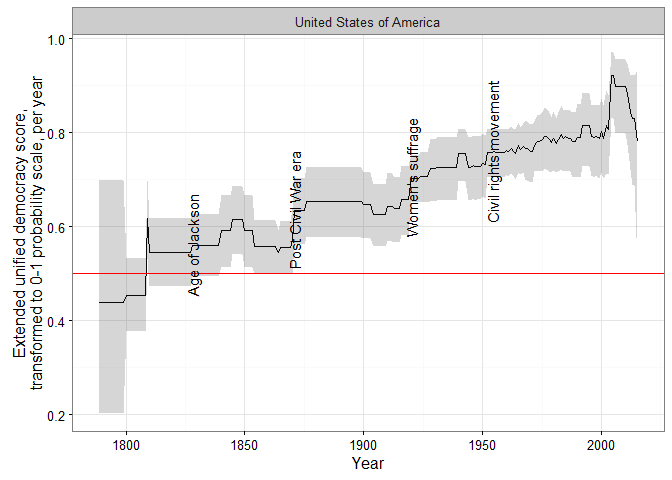 United States of America
Extended unified democracy score,
transformed to 0-1 probability scale, per year
1.0
0.8
0.6
0.4
0.2
Age of Jackson
Post Civil War era
Women's suffrage
Civil rights movement
1800
1850
1900
1950
2000
Year